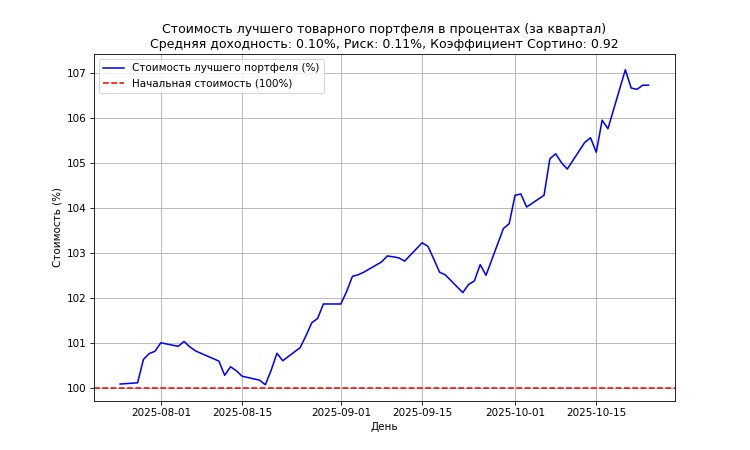 Стоимость лучшего товарного портфеля в процентах (за квартал)
Средняя доходность: 0.10%, Риск: 0.11%, Коэффициент Сортино: 0.92
Стоимость лучшего портфеля (%)
Начальная стоимость (100%)
Стоимость (%)
107
106
105
104
103
102
101
100
2025-08-01
2025-08-15
2025-09-01
2025-09-15
2025-10-01
2025-10-15
День